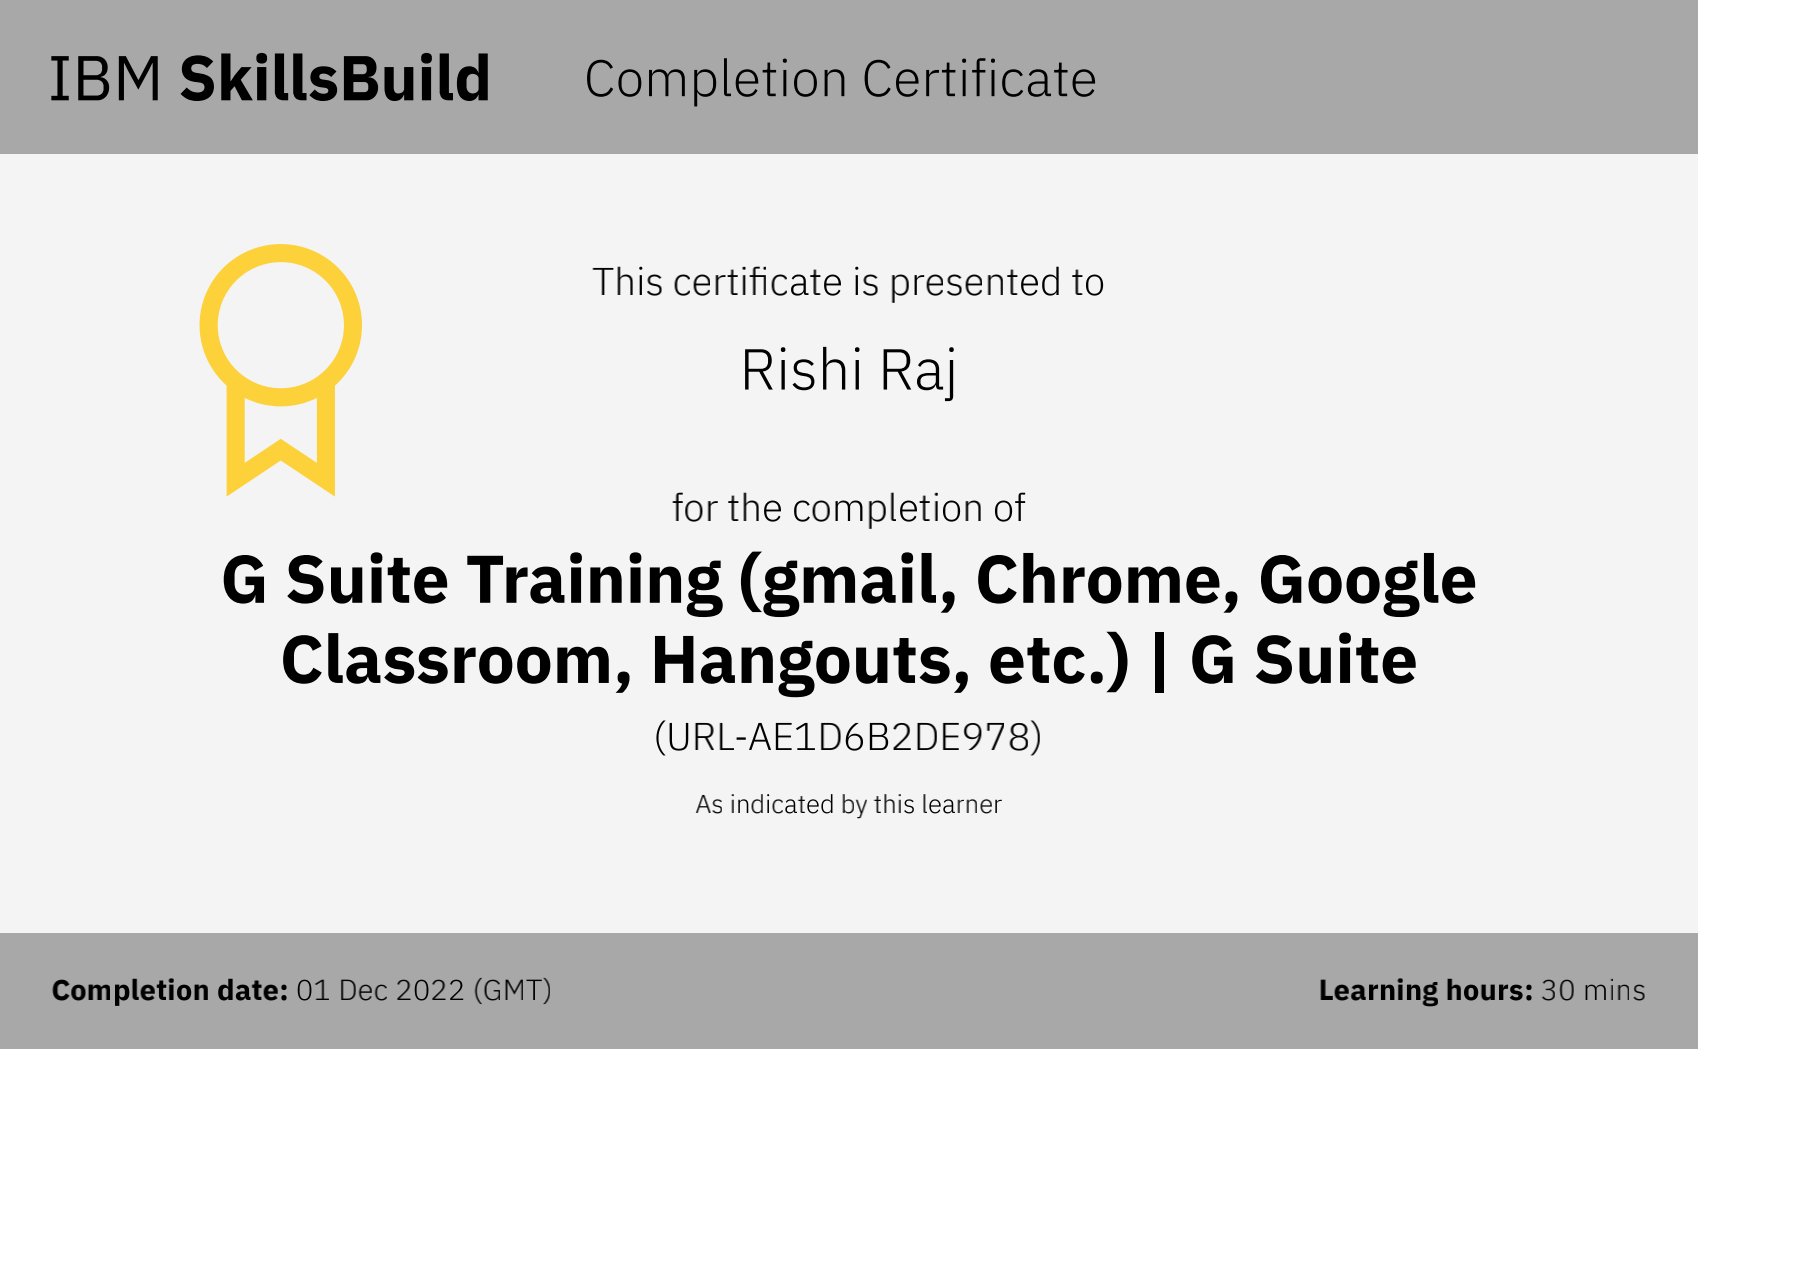 IBM SkillsBuild Completion Certificate
This certificate is presented to
Rishi Raj
for the completion of
G Suite Training (gmail, Chrome, Google
Classroom, Hangouts, etc.) | G Suite
(URL-AE1D6B2DE978)
As indicated by this learner
Completion date: 01 Dec 2022 (GMT)
Learning hours: 30 mins